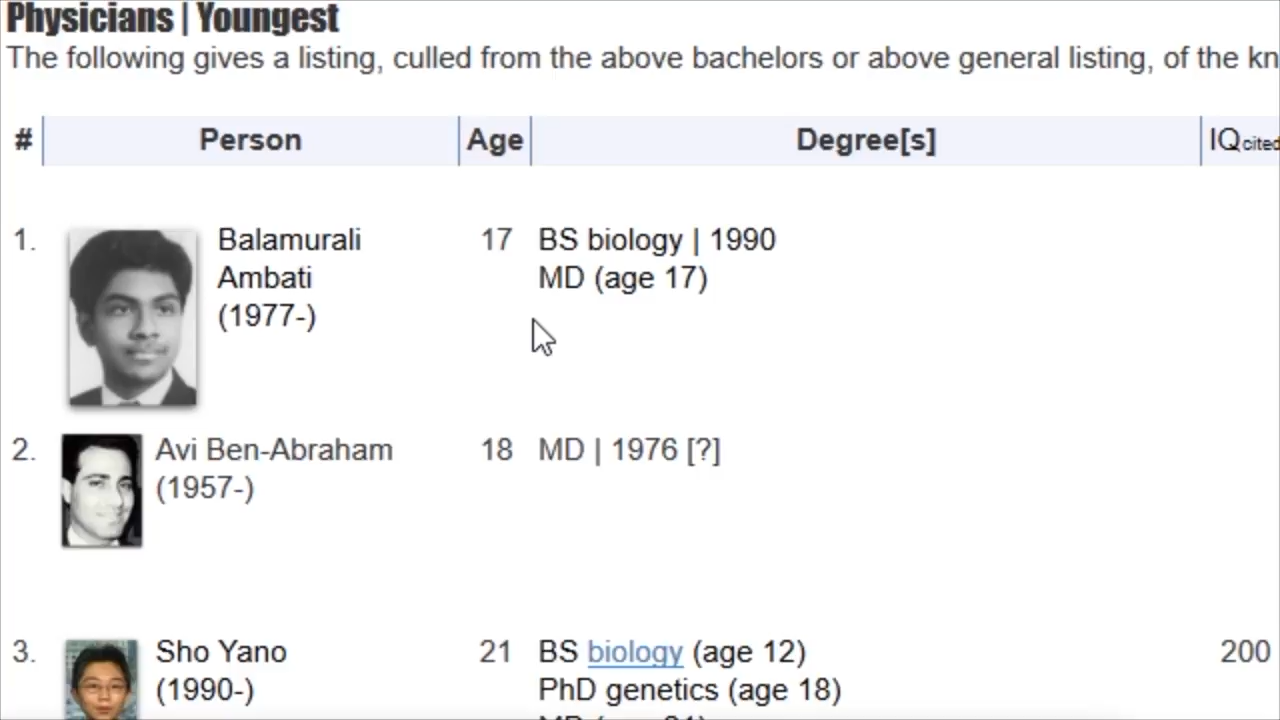 Physicians | Youngest
The following gives a listing, culled from the above bachelors or above general listing, of the kn
# Person Age Degree[s] IQcited
1. Balamurali 17 BS biology | 1990
Ambati MD (age 17)
(1977-)
2. Avi Ben-Abraham 18 MD | 1976 [?]
(1957-)
3. Sho Yano 21 BS biology (age 12) 200
(1990-) PhD genetics (age 18)